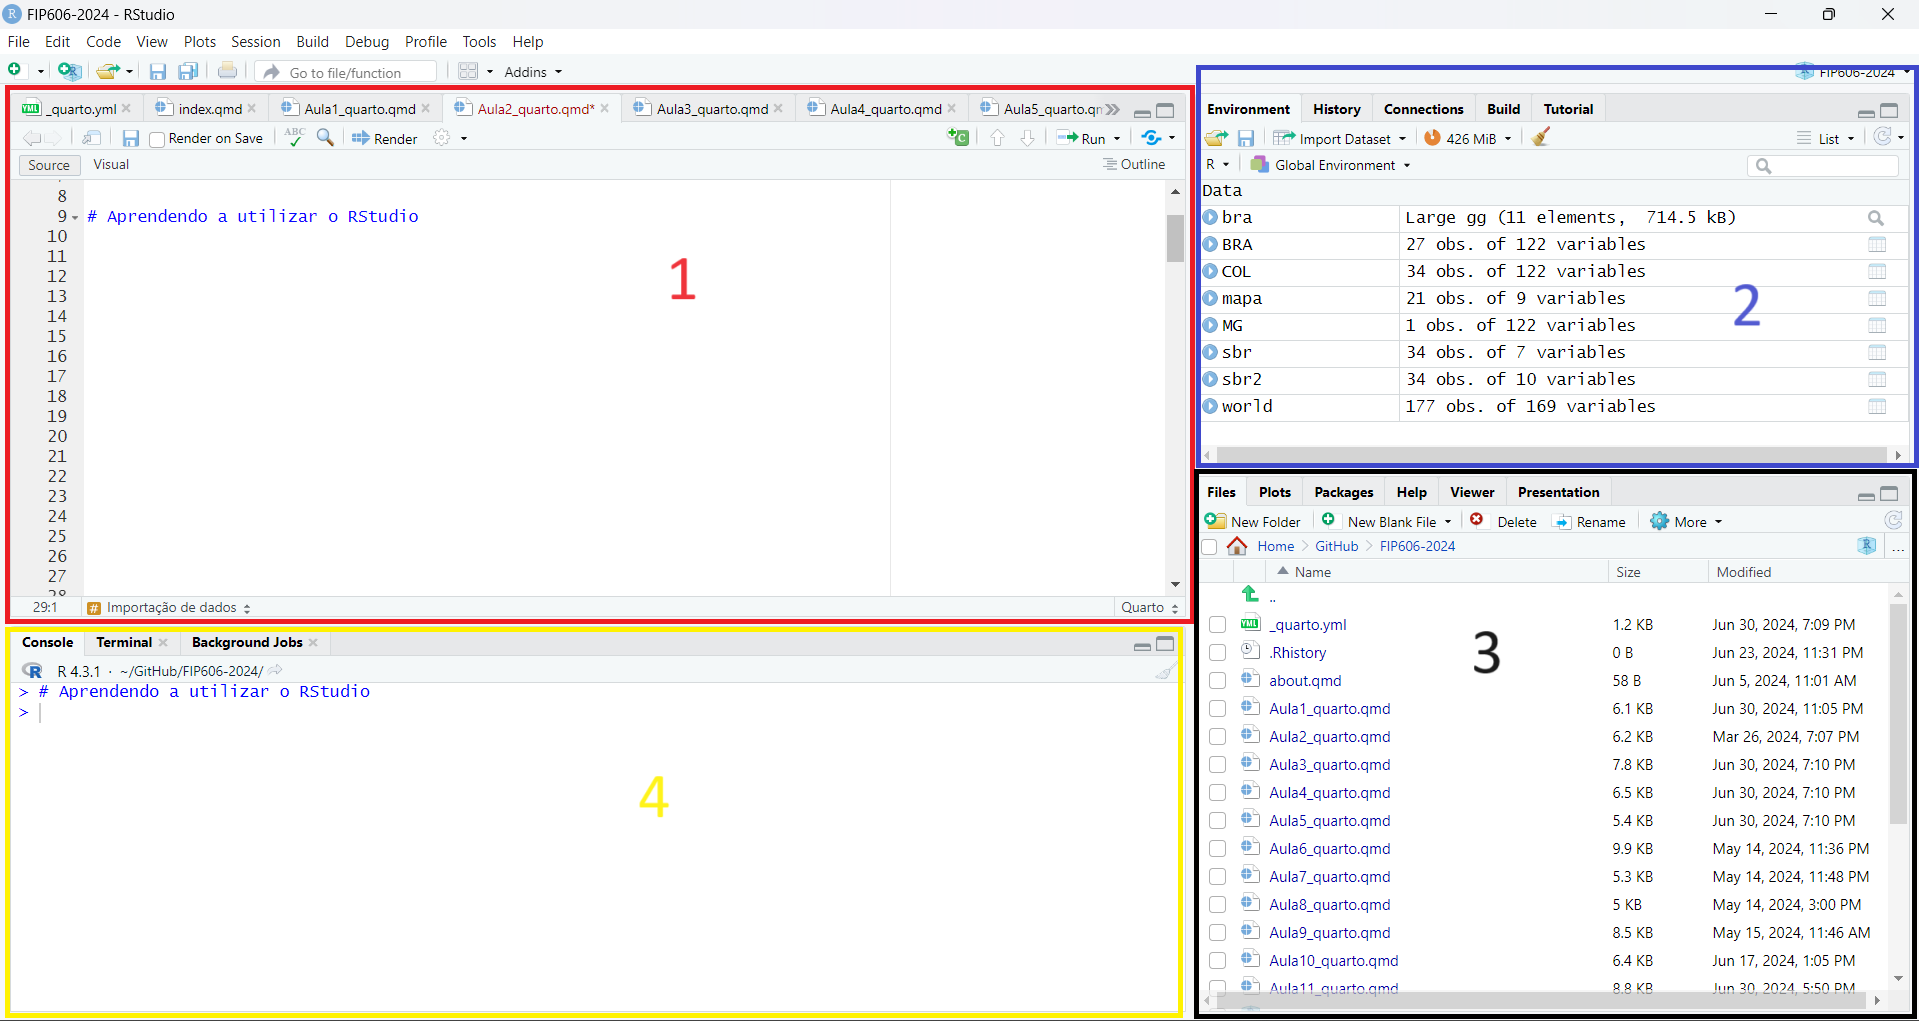 FIP606-2024 - RStudio
File Edit Code View Plots Session Build Debug Profile Tools Help
Go to file/function Addins
FIP606-2024
_quarto.yml index.qmd Aula1_quarto.qmd Aula2_quarto.qmd* Aula3_quarto.qmd Aula4_quarto.qmd Aula5_quarto.qm
Render on Save ABC Render Run
Source Visual Outline
8
9 # Aprendendo a utilizar o RStudio
10
11
12
13
14
15
16
17
18
19
20
21
22
23
24
25
26
27
28
1
29:1 # Importação de dados Quarto
Environment History Connections Build Tutorial
Import Dataset 426 MiB List
R Global Environment
Data
bra Large gg (11 elements, 714.5 kB)
BRA 27 obs. of 122 variables
COL 34 obs. of 122 variables
mapa 21 obs. of 9 variables
MG 1 obs. of 122 variables
sbr 34 obs. of 7 variables
sbr2 34 obs. of 10 variables
world 177 obs. of 169 variables
2
Files Plots Packages Help Viewer Presentation
New Folder New Blank File Delete Rename More
Home GitHub FIP606-2024 R ...
Name Size Modified
..
YML _quarto.yml 1.2 KB Jun 30, 2024, 7:09 PM
.Rhistory 0 B Jun 23, 2024, 11:31 PM
about.qmd 58 B Jun 5, 2024, 11:01 AM
Aula1_quarto.qmd 6.1 KB Jun 30, 2024, 11:05 PM
Aula2_quarto.qmd 6.2 KB Mar 26, 2024, 7:07 PM
Aula3_quarto.qmd 7.8 KB Jun 30, 2024, 7:10 PM
Aula4_quarto.qmd 6.5 KB Jun 30, 2024, 7:10 PM
Aula5_quarto.qmd 5.4 KB Jun 30, 2024, 7:10 PM
Aula6_quarto.qmd 9.9 KB May 14, 2024, 11:36 PM
Aula7_quarto.qmd 5.3 KB May 14, 2024, 11:48 PM
Aula8_quarto.qmd 5 KB May 14, 2024, 3:00 PM
Aula9_quarto.qmd 8.5 KB May 15, 2024, 11:46 AM
Aula10_quarto.qmd 6.4 KB Jun 17, 2024, 1:05 PM
Aula11_quarto.qmd 8.8 KB Jun 30, 2024, 5:50 PM
3
Console Terminal Background Jobs
R R 4.3.1 · ~/GitHub/FIP606-2024/
> # Aprendendo a utilizar o RStudio
>
4